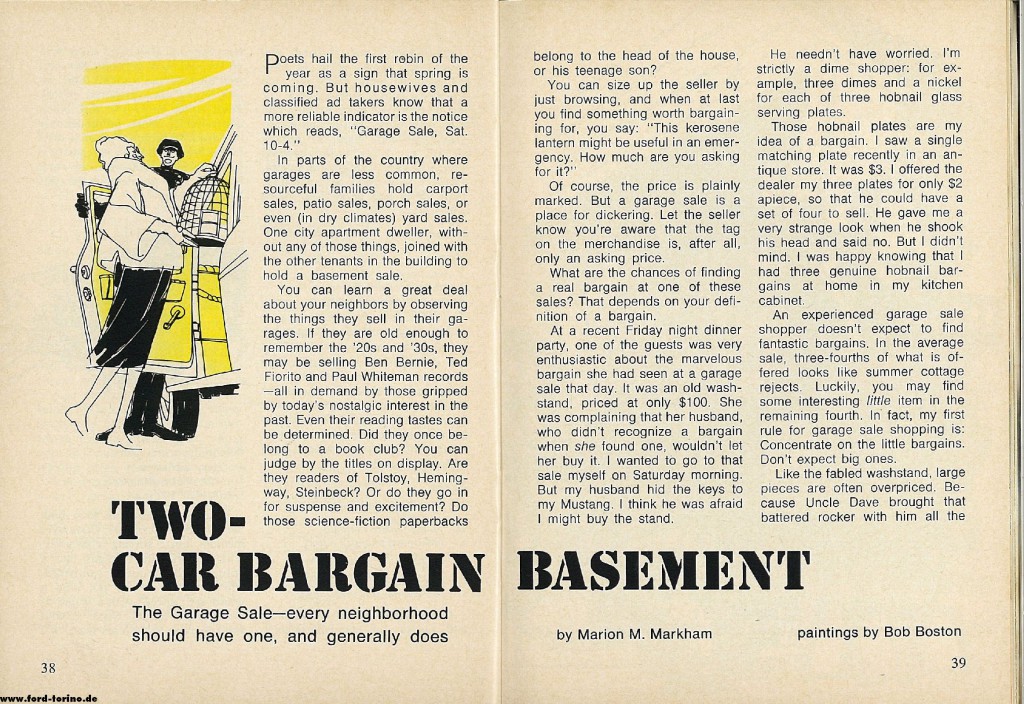 Poets hail the first robin of the
year as a sign that spring is
coming. But housewives and
classified ad takers know that a
more reliable indicator is the notice
which reads, "Garage Sale, Sat.
10-4."
In parts of the country where
garages are less common, re-
sourceful families hold carport
sales, patio sales, porch sales, or
even (in dry climates) yard sales.
One city apartment dweller, with-
out any of those things, joined with
the other tenants in the building to
hold a basement sale.
You can learn a great deal
about your neighbors by observing
the things they sell in their ga-
rages. If they are old enough to
remember the '20s and '30s, they
may be selling Ben Bernie, Ted
Fiorito and Paul Whiteman records
—all in demand by those gripped
by today's nostalgic interest in the
past. Even their reading tastes can
be determined. Did they once be-
long to a book club? You can
judge by the titles on display. Are
they readers of Tolstoy, Heming-
way, Steinbeck? Or do they go in
for suspense and excitement? Do
those science-fiction paperbacks
belong to the head of the house,
or his teenage son?
You can size up the seller by
just browsing, and when at last
you find something worth bargain-
ing for, you say: "This kerosene
lantern might be useful in an emer-
gency. How much are you asking
for it?"
Of course, the price is plainly
marked. But a garage sale is a
place for dickering. Let the seller
know you're aware that the tag
on the merchandise is, after all,
only an asking price.
What are the chances of finding
a real bargain at one of these
sales? That depends on your defi-
nition of a bargain.
At a recent Friday night dinner
party, one of the guests was very
enthusiastic about the marvelous
bargain she had seen at a garage
sale that day. It was an old wash-
stand, priced at only $100. She
was complaining that her husband,
who didn't recognize a bargain
when she found one, wouldn't let
her buy it. I wanted to go to that
sale myself on Saturday morning.
But my husband hid the keys to
my Mustang. I think he was afraid
I might buy the stand.
He needn't have worried. I'm
strictly a dime shopper: for ex-
ample, three dimes and a nickel
for each of three hobnail glass
serving plates.
Those hobnail plates are my
idea of a bargain. I saw a single
matching plate recently in an an-
tique store. It was $3. I offered the
dealer my three plates for only $2
apiece, so that he could have a
set of four to sell. He gave me a
very strange look when he shook
his head and said no. But I didn't
mind. I was happy knowing that I
had three genuine hobnail bar-
gains at home in my kitchen
cabinet.
An experienced garage sale
shopper doesn't expect to find
fantastic bargains. In the average
sale, three-fourths of what is of-
fered looks like summer cottage
rejects. Luckily, you may find
some interesting little item in the
remaining fourth. In fact, my first
rule for garage sale shopping is:
Concentrate on the little bargains.
Don't expect big ones.
Like the fabled washstand, large
pieces are often overpriced. Be-
cause Uncle Dave brought that
battered rocker with him all the
TWO-
CAR BARGAIN BASEMENT
The Garage Sale—every neighborhood
should have one, and generally does
by Marion M. Markham
paintings by Bob Boston
38
39
www.ford-torino.de